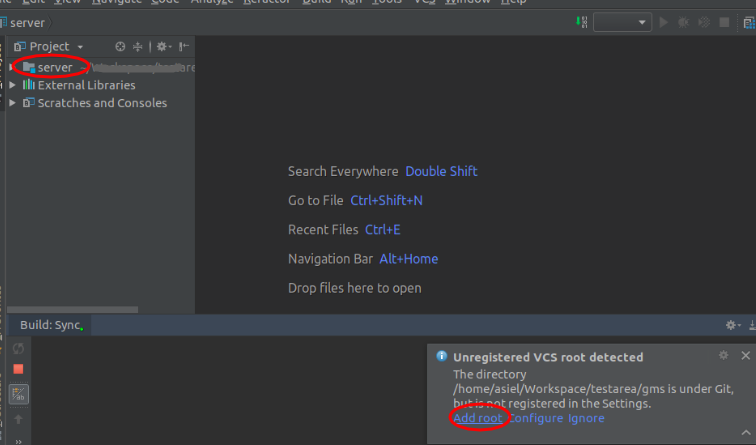 File Edit View Navigate Code Analyze Refactor Build Run Tools VCS Window Help
server
Project
server
External Libraries
Scratches and Consoles
Search Everywhere Double Shift
Go to File Ctrl+Shift+N
Recent Files Ctrl+E
Navigation Bar Alt+Home
Drop files here to open
Build: Sync
Unregistered VCS root detected
The directory
/home/asiel/Workspace/testarea/gms is under Git,
but is not registered in the Settings.
Add root Configure Ignore